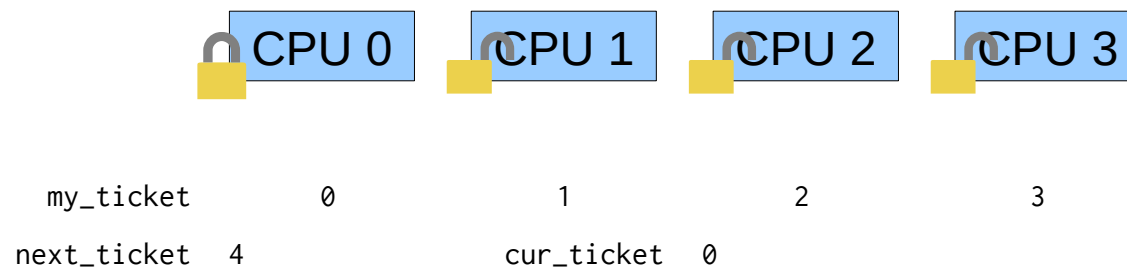 CPU 0 CPU 1 CPU 2 CPU 3
my_ticket 0 1 2 3
next_ticket 4 cur_ticket 0